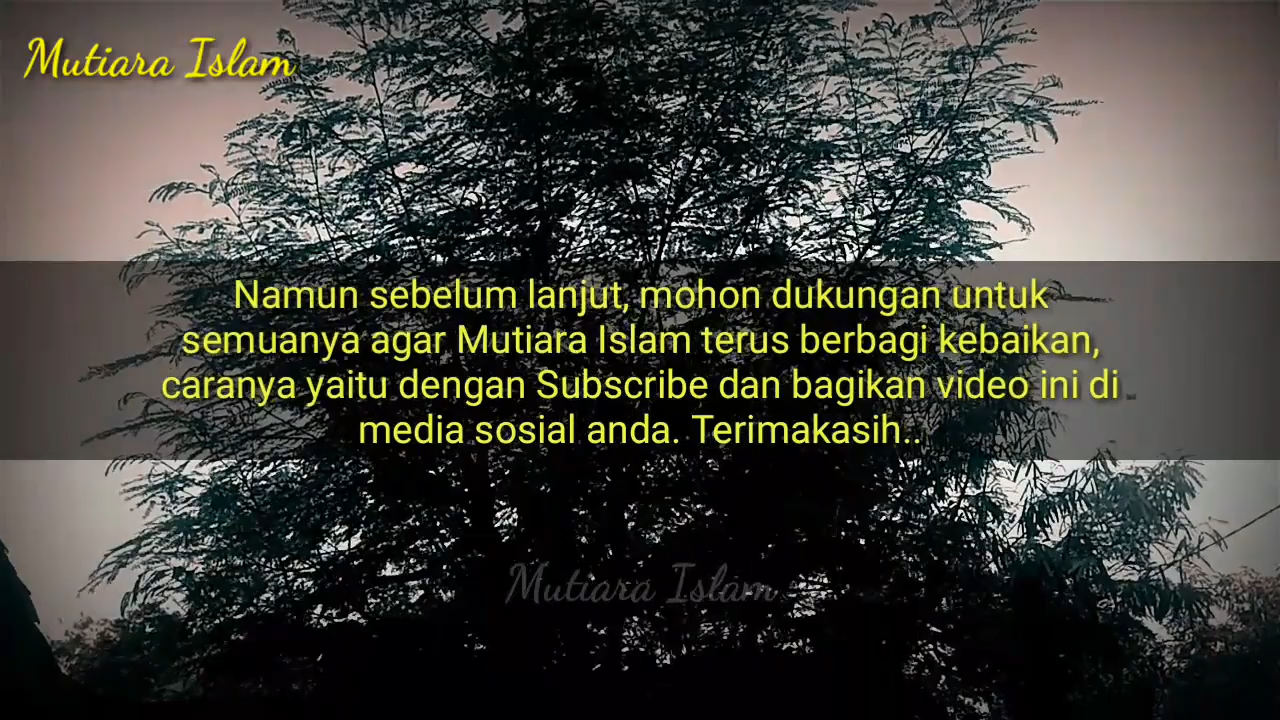 Mutiara Islam
Namun sebelum lanjut, mohon dukungan untuk
semuanya agar Mutiara Islam terus berbagi kebaikan,
caranya yaitu dengan Subscribe dan bagikan video ini di
media sosial anda. Terimakasih..
Mutiara Islam